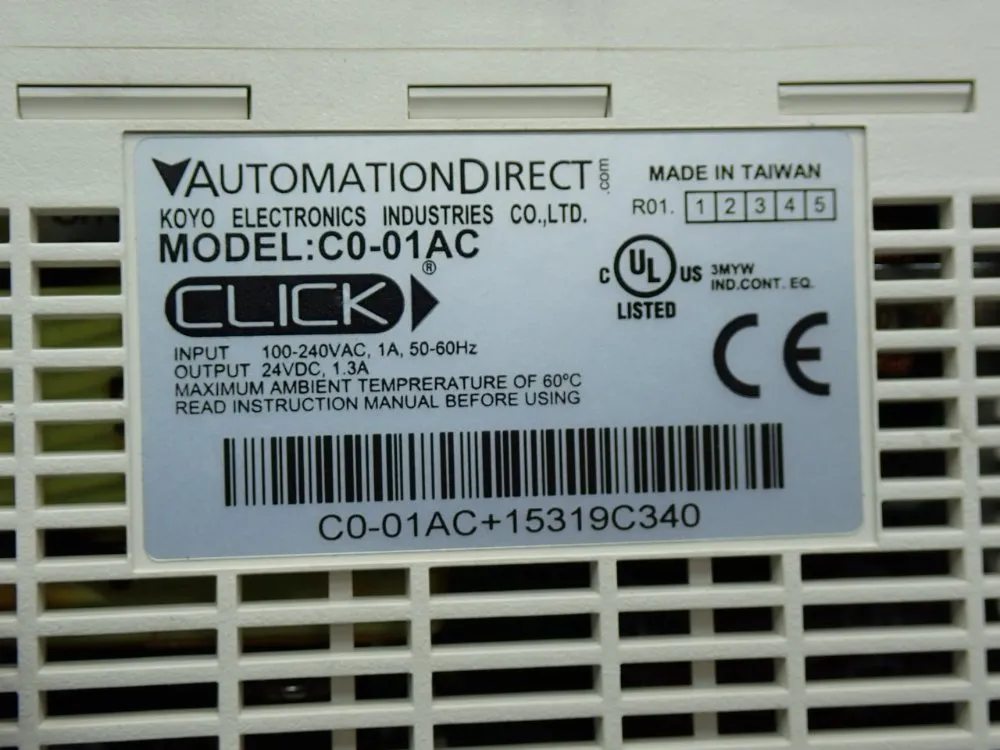 AUTOMATIONDIRECT.com
KOYO ELECTRONICS INDUSTRIES CO.,LTD.
MODEL:C0-01AC
CLICK®
INPUT 100-240VAC, 1A, 50-60Hz
OUTPUT 24VDC, 1.3A
MAXIMUM AMBIENT TEMPRERATURE OF 60°C
READ INSTRUCTION MANUAL BEFORE USING
MADE IN TAIWAN
R01. 1 2 3 4 5
C UL US
LISTED
3MYW
IND.CONT. EQ.
CE
C0-01AC+15319C340